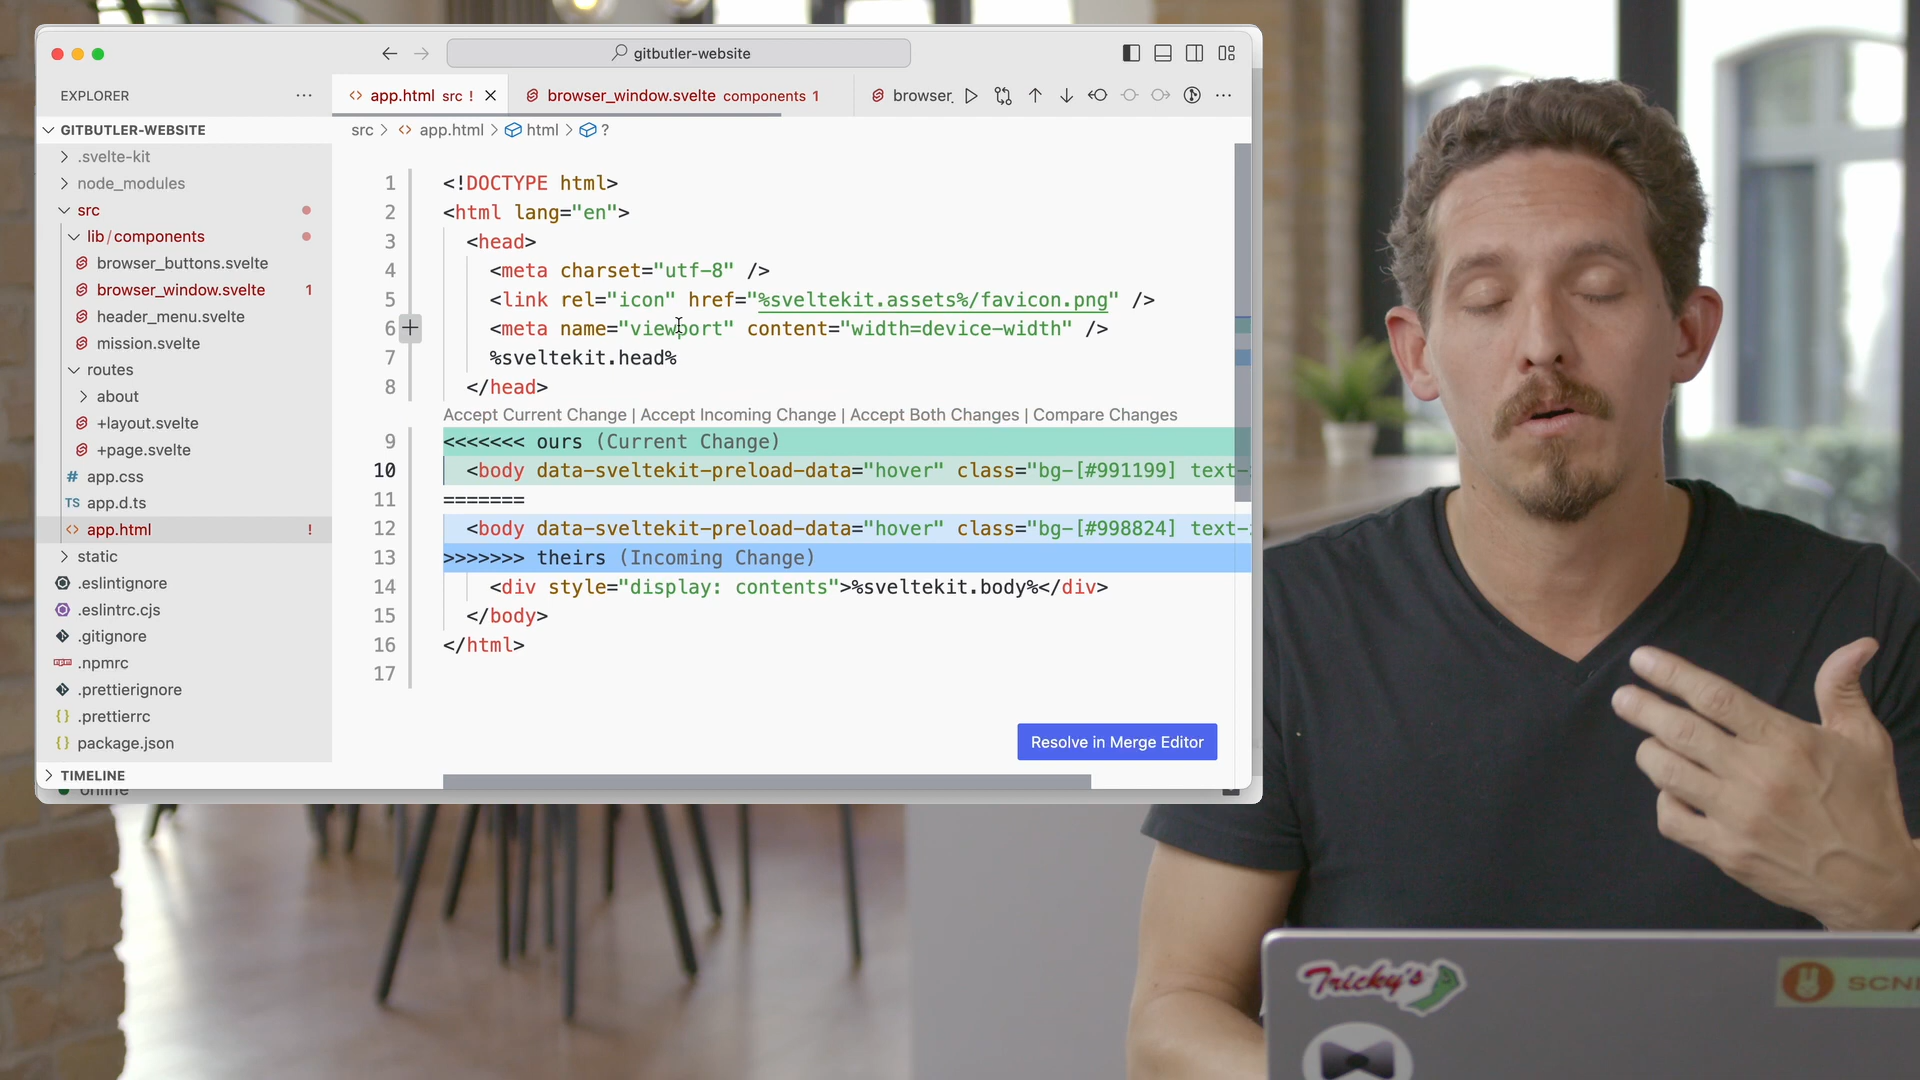 gitbutler-website
EXPLORER
app.html src !
browser_window.svelte components 1
browser.
GITBUTLER-WEBSITE
src > app.html > html > ?
.svelte-kit
node_modules
src
lib/components
browser_buttons.svelte
browser_window.svelte 1
header_menu.svelte
mission.svelte
routes
about
+layout.svelte
+page.svelte
# app.css
TS app.d.ts
<> app.html !
static
.eslintignore
.eslintrc.cjs
.gitignore
.npmrc
.prettierignore
{} .prettierrc
{} package.json
TIMELINE
online
1 <!DOCTYPE html>
2 <html lang="en">
3 <head>
4 <meta charset="utf-8" />
5 <link rel="icon" href="%sveltekit.assets%/favicon.png" />
6 <meta name="viewport" content="width=device-width" />
7 %sveltekit.head%
8 </head>
Accept Current Change | Accept Incoming Change | Accept Both Changes | Compare Changes
9 <<<<<<< ours (Current Change)
10 <body data-sveltekit-preload-data="hover" class="bg-[#991199] text-
11 =======
12 <body data-sveltekit-preload-data="hover" class="bg-[#998824] text-
13 >>>>>>> theirs (Incoming Change)
14 <div style="display: contents">%sveltekit.body%</div>
15 </body>
16 </html>
17
Resolve in Merge Editor
Tricky's